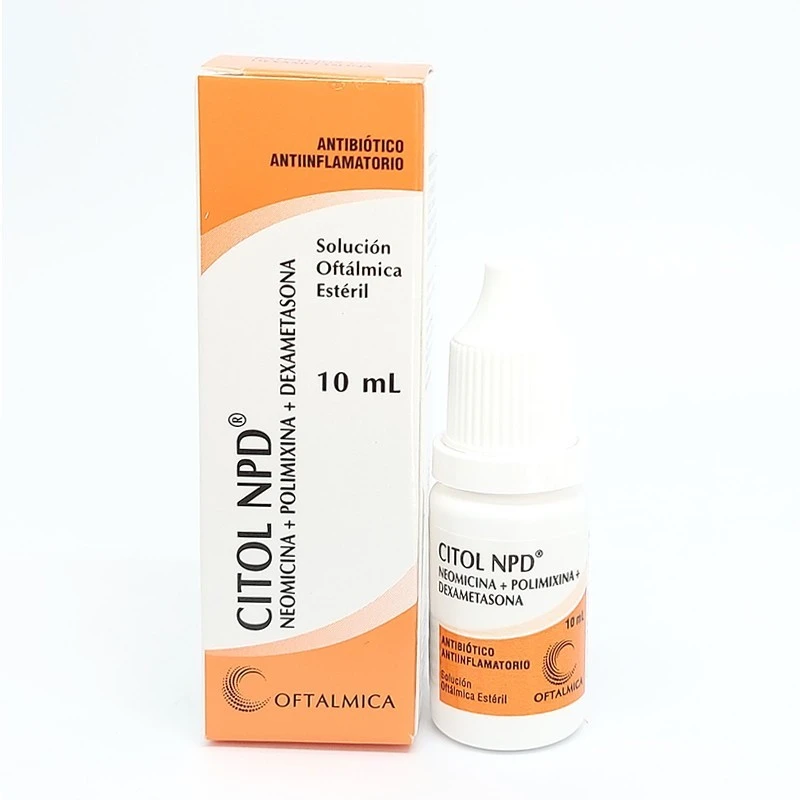 ANTIBIÓTICO
ANTIINFLAMATORIO
Solución
Oftálmica
Estéril
10 mL
CITOL NPD®
NEOMICINA + POLIMIXINA + DEXAMETASONA
OFTALMICA
CITOL NPD®
NEOMICINA + POLIMIXINA +
DEXAMETASONA
10 mL
ANTIBIÓTICO
ANTIINFLAMATORIO
Solución
Oftálmica Estéril
OFTALMICA